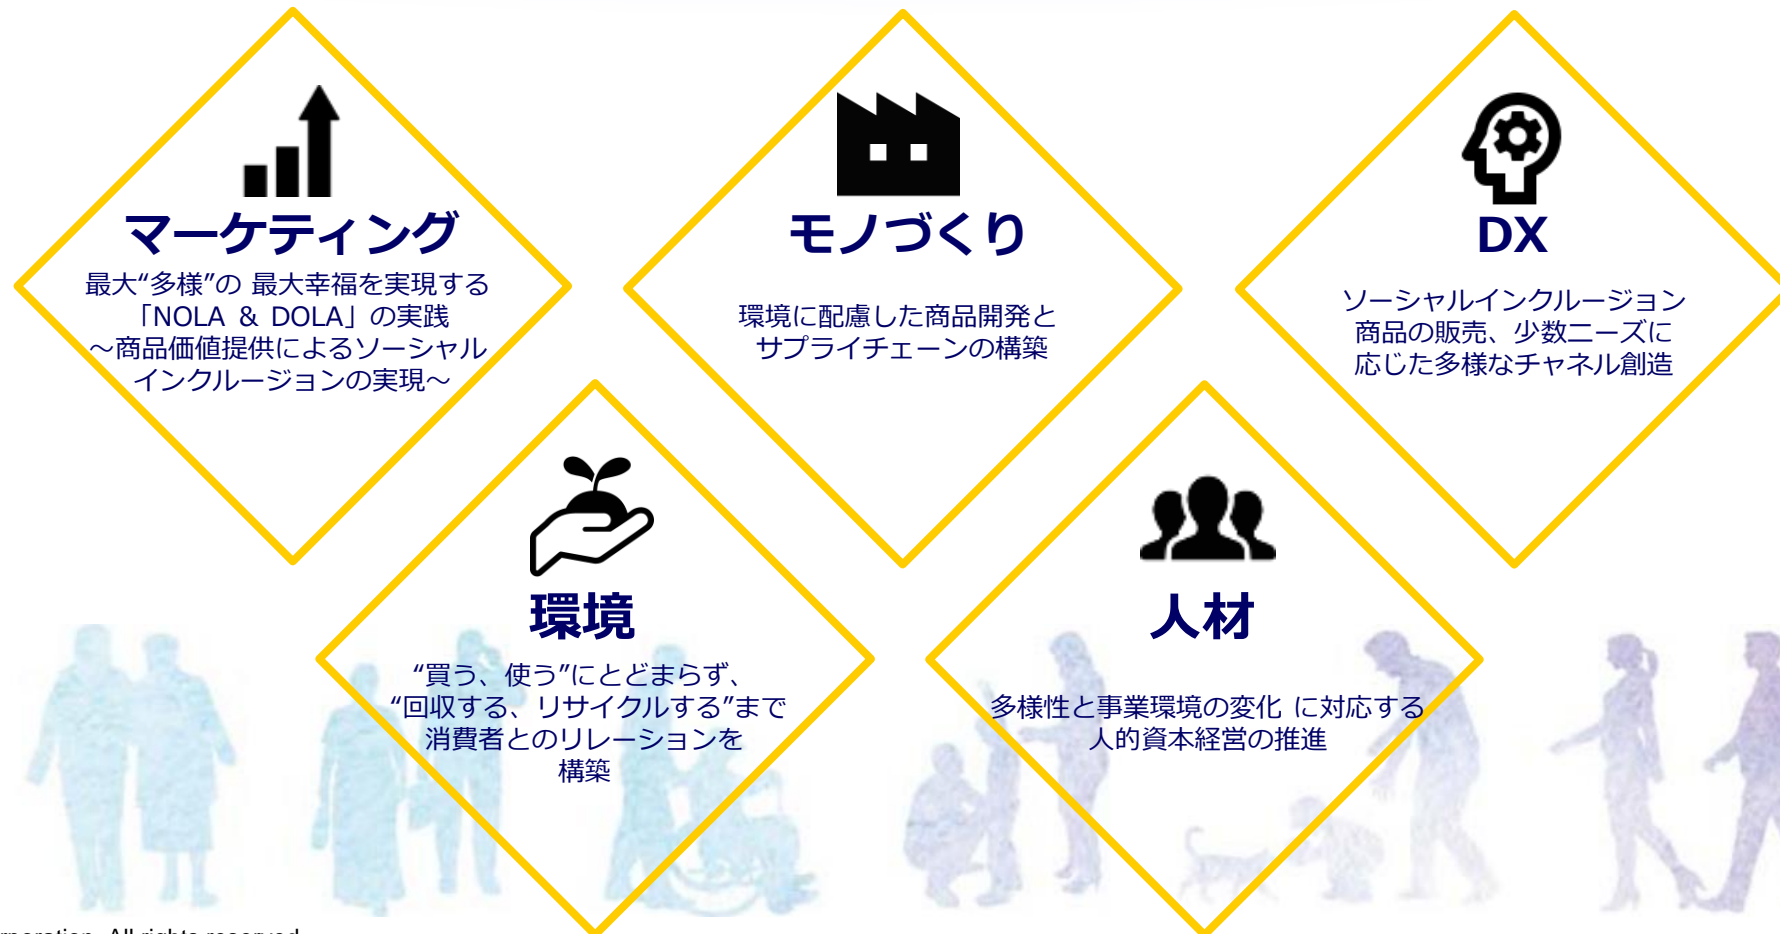 マーケティング
最大“多様”の 最大幸福を実現する
「NOLA & DOLA」の実践
～商品価値提供によるソーシャル
インクルージョンの実現～
モノづくり
環境に配慮した商品開発と
サプライチェーンの構築
DX
ソーシャルインクルージョン
商品の販売、少数ニーズに
応じた多様なチャネル創造
環境
“買う、使う”にとどまらず、
“回収する、リサイクルする”まで
消費者とのリレーションを
構築
人材
多様性と事業環境の変化 に対応する
人的資本経営の推進
rporation. All rights reserved.